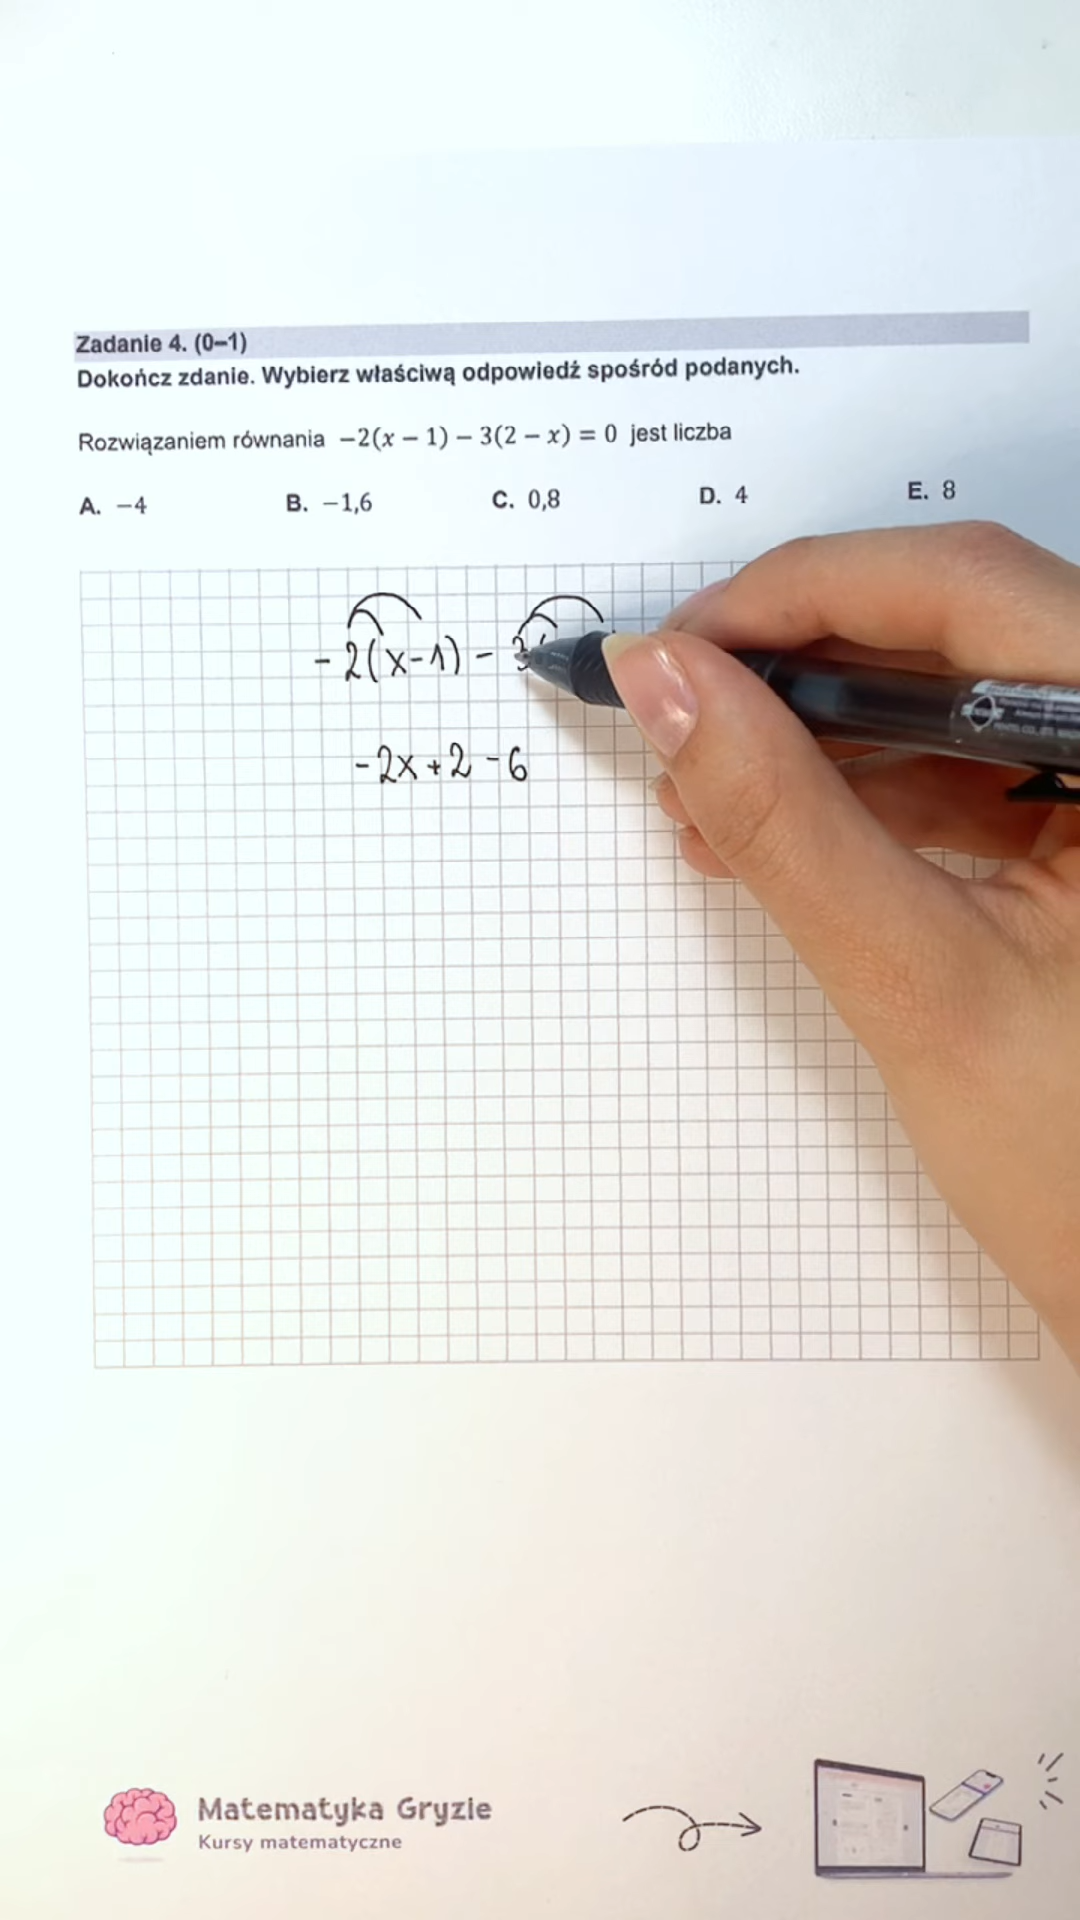 Zadanie 4. (0–1)
Dokończ zdanie. Wybierz właściwą odpowiedź spośród podanych.
Rozwiązaniem równania −2(x − 1) − 3(2 − x) = 0 jest liczba
A. −4 B. −1,6 C. 0,8 D. 4 E. 8
- 2(x-1) - 3(
-2x+2 -6
Matematyka Gryzie
Kursy matematyczne